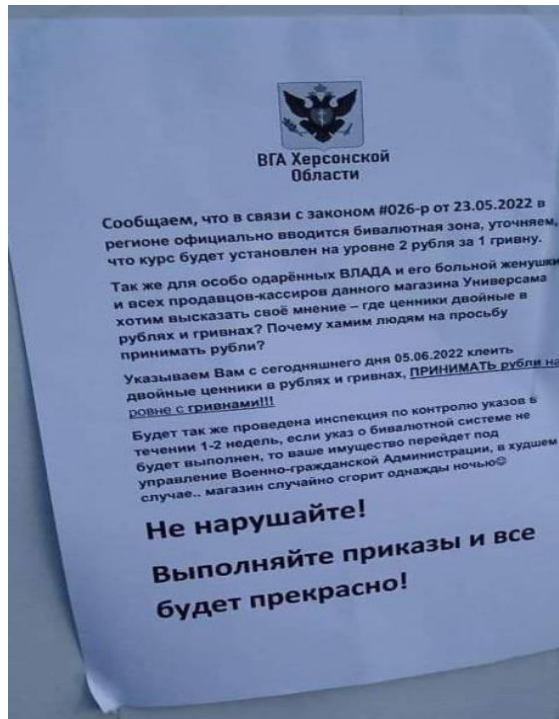 ВГА Херсонской
Области
Сообщаем, что в связи с законом #026-р от 23.05.2022 в
регионе официально вводится бивалютная зона, уточняем,
что курс будет установлен на уровне 2 рубля за 1 гривну.
Так же для особо одарённых ВЛАДА и его больной женушки
и всех продавцов-кассиров данного магазина Универсама
хотим высказать своё мнение – где ценники двойные в
рублях и гривнах? Почему хамим людям на просьбу
принимать рубли?
Указываем Вам с сегодняшнего дня 05.06.2022 клеить
двойные ценники в рублях и гривнах, ПРИНИМАТЬ рубли на
ровне с гривнами!!!
Будет так же проведена инспекция по контролю указов в
течении 1-2 недель, если указ о бивалютной системе не
будет выполнен, то ваше имущество перейдет под
управление Военно-гражданской Администрации, в худшем
случае.. магазин случайно сгорит однажды ночью☺
Не нарушайте!
Выполняйте приказы и все
будет прекрасно!